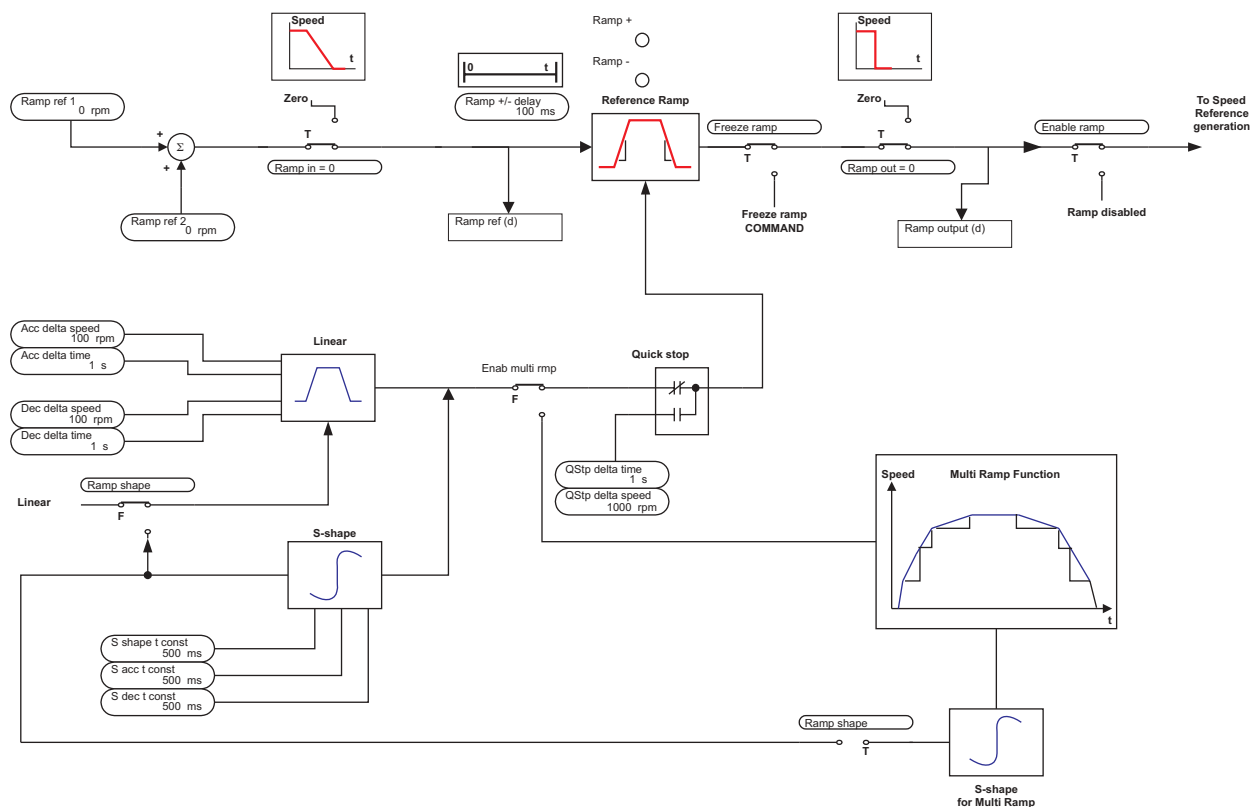 Ramp +
Speed
t
Speed
t
0 t
Ramp -
Ramp ref 1
0 rpm
Zero
Ramp +/- delay
100 ms
Reference Ramp
Zero
To Speed
Reference
generation
T
Freeze ramp
T
Enable ramp
+
Σ
+
Ramp in = 0
T
Ramp out = 0
T
Ramp ref 2
0 rpm
Ramp ref (d)
Freeze ramp
COMMAND
Ramp output (d)
Ramp disabled
Acc delta speed
100 rpm
Acc delta time
1 s
Linear
Enab multi rmp
F
Quick stop
Dec delta speed
100 rpm
Dec delta time
1 s
QStp delta time
1 s
QStp delta speed
1000 rpm
Speed
Multi Ramp Function
t
Linear
Ramp shape
F
S-shape
S shape t const
500 ms
S acc t const
500 ms
S dec t const
500 ms
Ramp shape
T
S-shape
for Multi Ramp